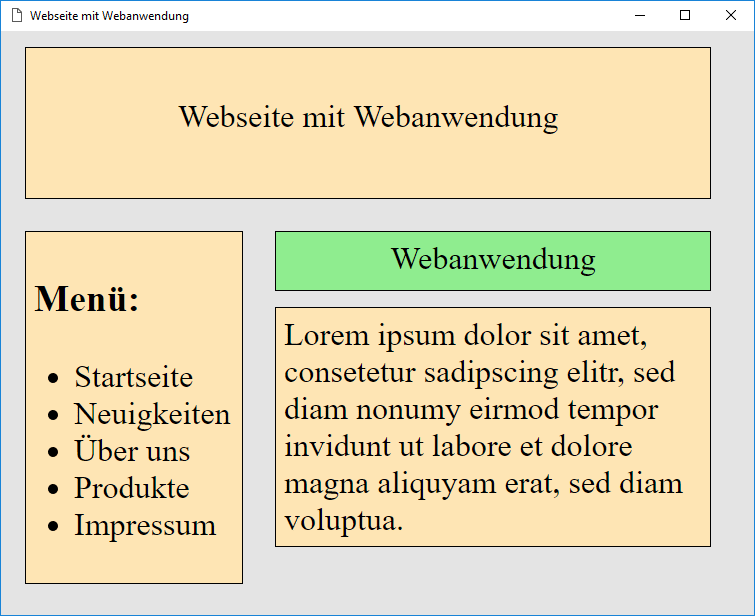 Webseite mit Webanwendung
Webseite mit Webanwendung
Menü:
Startseite
Neuigkeiten
Über uns
Produkte
Impressum
Webanwendung
Lorem ipsum dolor sit amet,
consetetur sadipscing elitr, sed
diam nonumy eirmod tempor
invidunt ut labore et dolore
magna aliquyam erat, sed diam
voluptua.